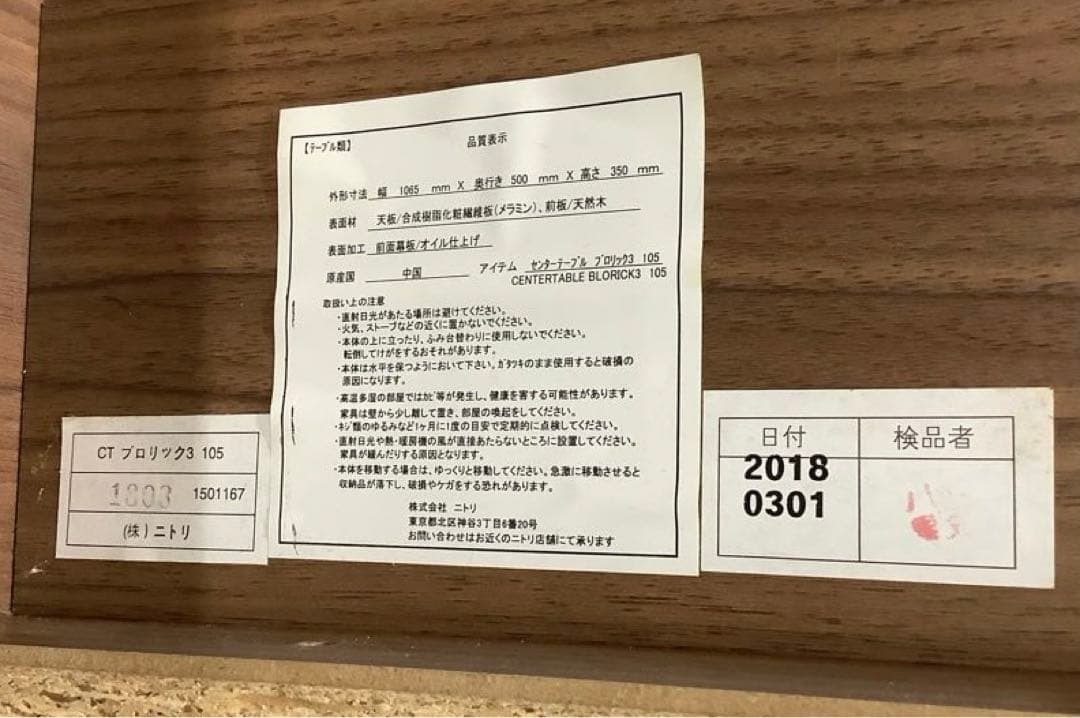 【ﾃｰﾌﾞﾙ類】 品質表示
外形寸法 幅 1065 mm X 奥行き 500 mm X 高さ 350 mm
表面材 天板/合成樹脂化粧繊維板(メラミン)、前板/天然木
表面加工 前面幕板/オイル仕上げ
原産国 中国 アイテム ｾﾝﾀｰﾃｰﾌﾞﾙ ﾌﾞﾛﾘｯｸ3 105
CENTERTABLE BLORICK3 105
取扱い上の注意
・直射日光があたる場所は避けてください。
・火気、ストーブなどの近くに置かないでください。
・本体の上に立ったり、ふみ台替わりに使用しないでください。
転倒してけがをするおそれがあります。
・本体は水平を保つようにおいて下さい。ｶﾞﾀﾂｷのまま使用すると破損の
原因になります。
・高温多湿の部屋ではｶﾋﾞ等が発生し、健康を害する可能性があります。
家具は壁から少し離して置き、部屋の喚起をしてください。
・ﾈｼﾞ類のゆるみなど1ヶ月に1度の目安で定期的に点検してください。
・直射日光や熱・暖房機の風が直接あたらないところに設置してください。
家具が緩んだりする原因となります。
・本体を移動する場合は、ゆっくりと移動してください。急激に移動させると
収納品が落下し、破損やケガをする恐れがあります。
株式会社 ニトリ
東京都北区神谷3丁目6番20号
お問い合わせはお近くのニトリ店舗にて承ります
CT ブロリック3 105
1803 1501167
(株)ニトリ
日付 検品者
2018
0301